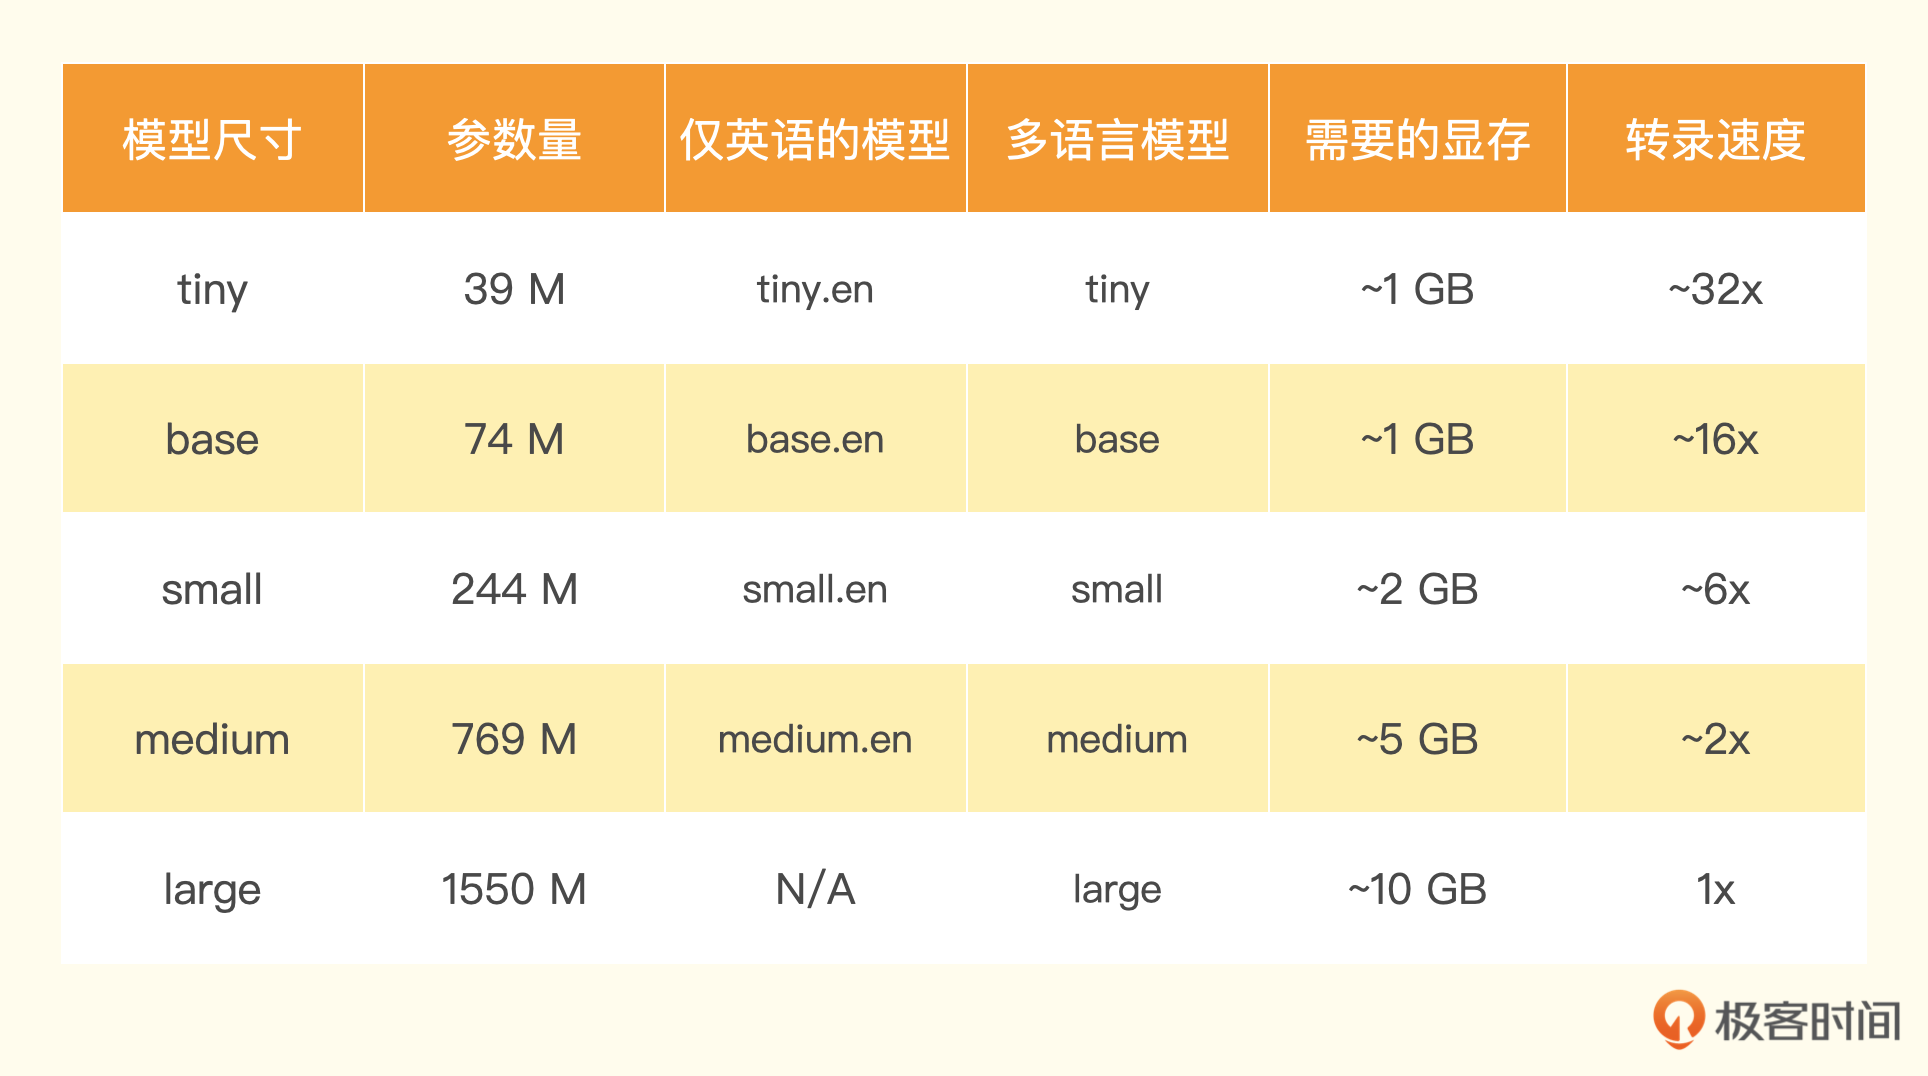 模型尺寸 参数量 仅英语的模型 多语言模型 需要的显存 转录速度
tiny 39 M tiny.en tiny ~1 GB ~32x
base 74 M base.en base ~1 GB ~16x
small 244 M small.en small ~2 GB ~6x
medium 769 M medium.en medium ~5 GB ~2x
large 1550 M N/A large ~10 GB 1x
极客时间